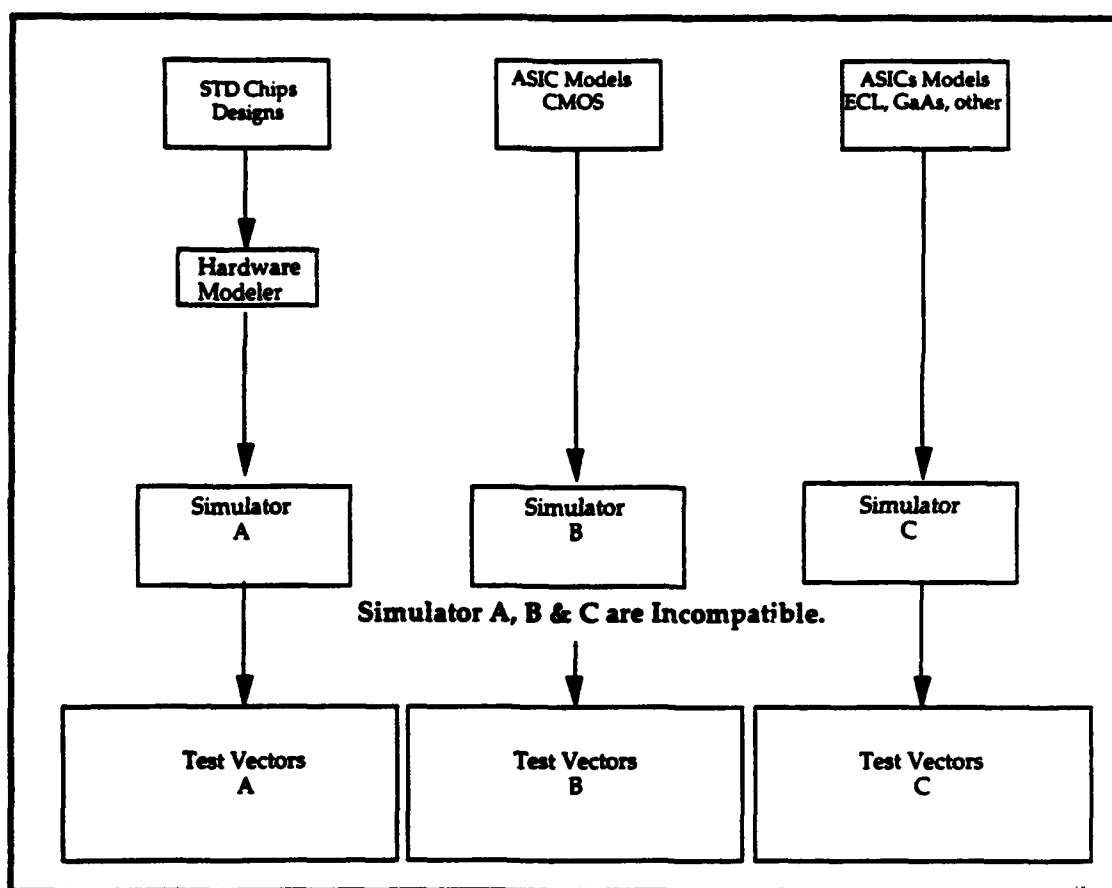 STD Chips
Designs
ASIC Models
CMOS
ASICs Models
ECL, GaAs, other
Hardware
Modeler
Simulator
A
Simulator
B
Simulator
C
Simulator A, B & C are Incompatible.
Test Vectors
A
Test Vectors
B
Test Vectors
C